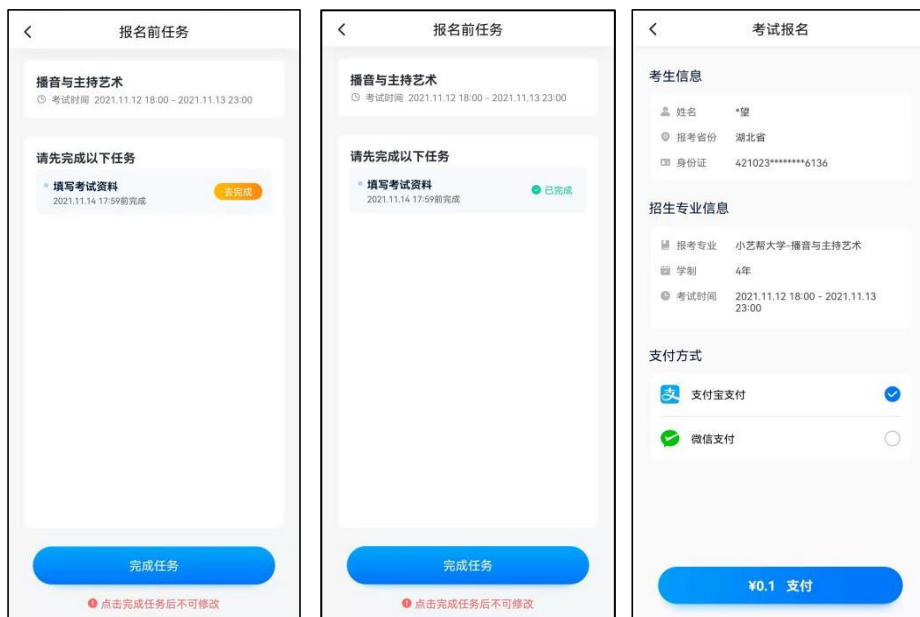 报名前任务
播音与主持艺术
考试时间 2021.11.12 18:00 - 2021.11.13 23:00
请先完成以下任务
填写考试资料
去完成
2021.11.14 17:59前完成
完成任务
点击完成任务后不可修改
报名前任务
播音与主持艺术
考试时间 2021.11.12 18:00 - 2021.11.13 23:00
请先完成以下任务
填写考试资料
已完成
2021.11.14 17:59前完成
完成任务
点击完成任务后不可修改
考试报名
考生信息
姓名 *望
报考省份 湖北省
身份证 421023********6136
招生专业信息
报考专业 小艺帮大学-播音与主持艺术
学制 4年
考试时间 2021.11.12 18:00 - 2021.11.13
23:00
支付方式
支 支付宝支付
微信支付
¥0.1 支付